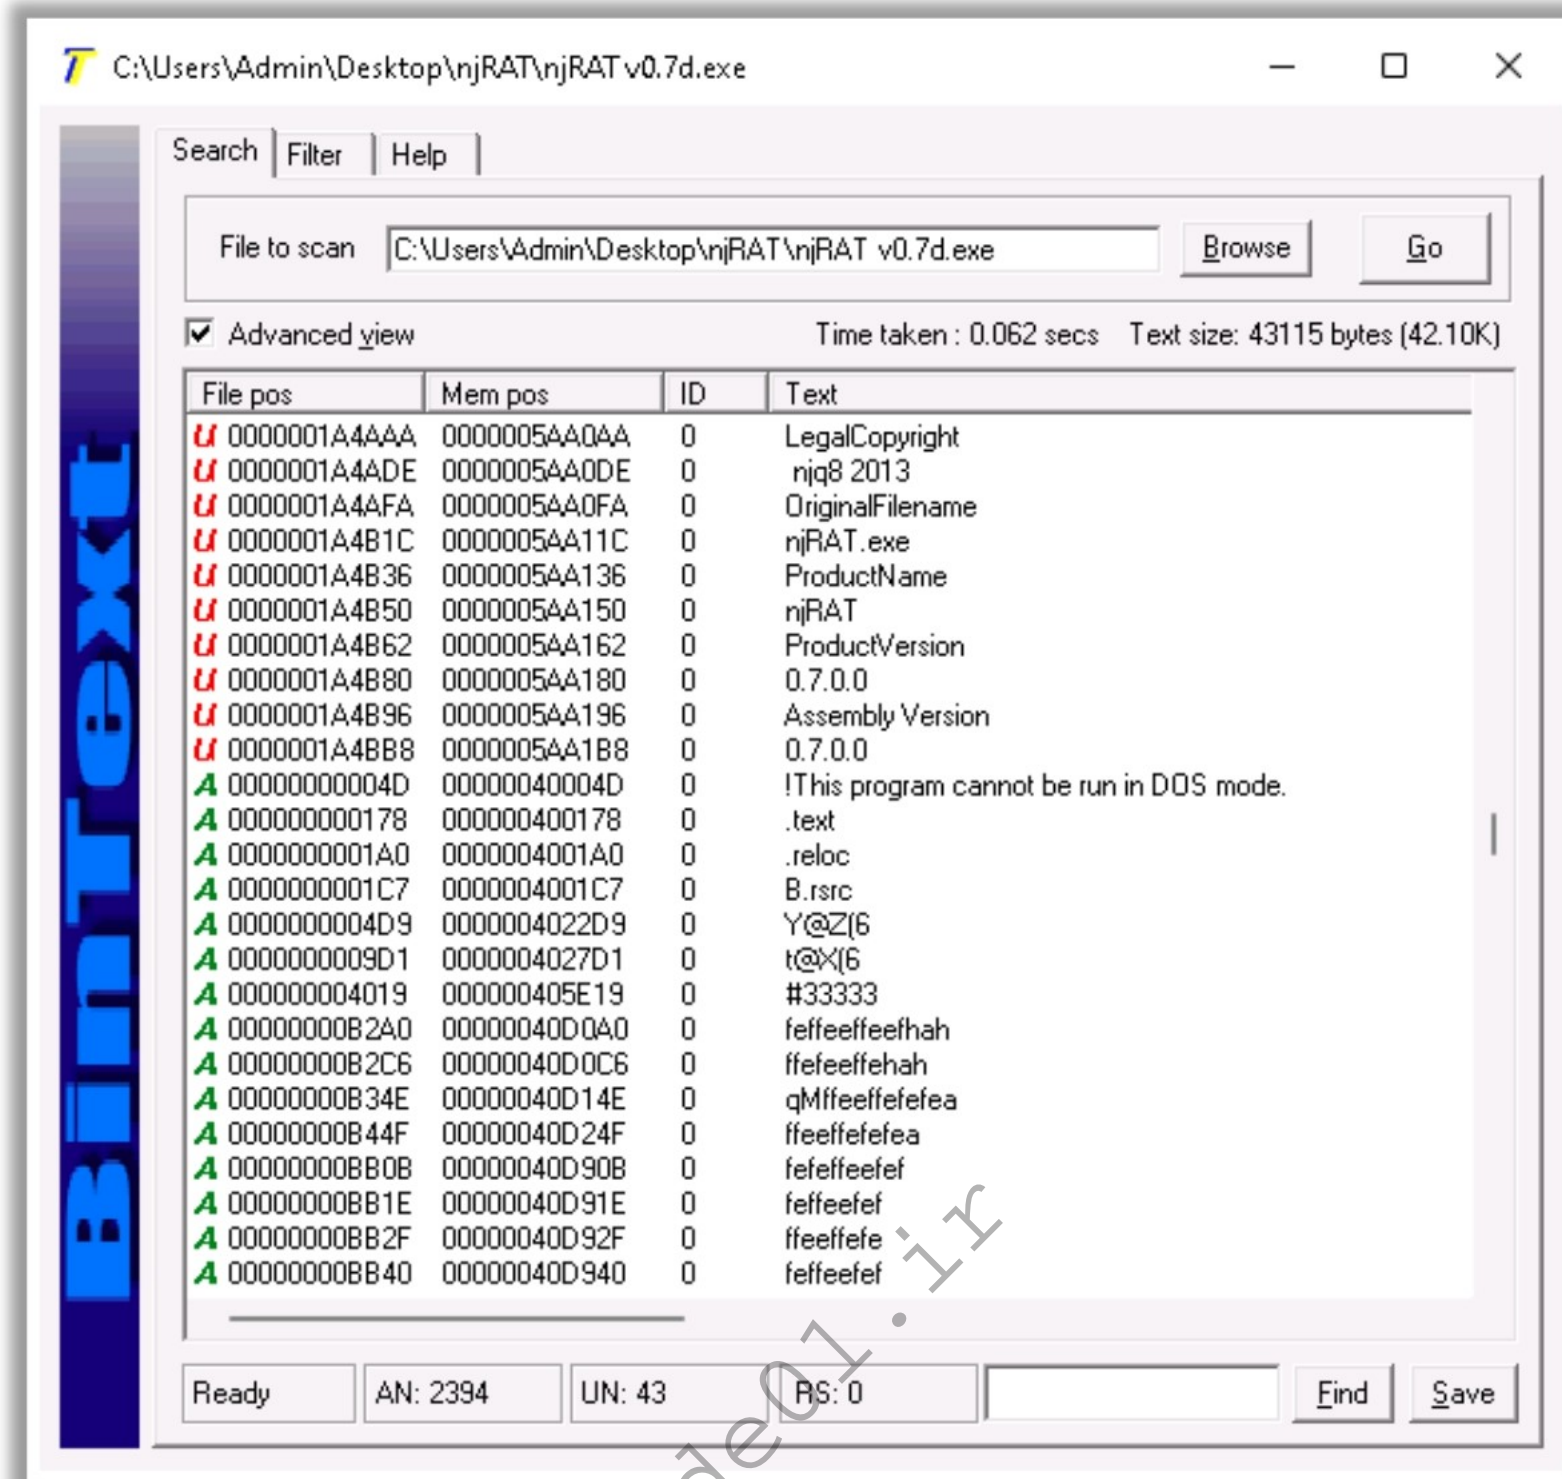 C:\Users\Admin\Desktop\njRAT\njRAT v0.7d.exe
Search Filter Help
File to scan C:\Users\Admin\Desktop\njRAT\njRAT v0.7d.exe Browse Go
Advanced view Time taken : 0.062 secs Text size: 43115 bytes (42.10K)
File pos Mem pos ID Text
U 0000001A4AAA 0000005AA0AA 0 LegalCopyright
U 0000001A4ADE 0000005AA0DE 0 njq8 2013
U 0000001A4AFA 0000005AA0FA 0 OriginalFilename
U 0000001A4B1C 0000005AA11C 0 njRAT.exe
U 0000001A4B36 0000005AA136 0 ProductName
U 0000001A4B50 0000005AA150 0 njRAT
U 0000001A4B62 0000005AA162 0 ProductVersion
U 0000001A4B80 0000005AA180 0 0.7.0.0
U 0000001A4B96 0000005AA196 0 Assembly Version
U 0000001A4BB8 0000005AA1B8 0 0.7.0.0
A 00000000004D 00000040004D 0 !This program cannot be run in DOS mode.
A 000000000178 000000400178 0 .text
A 0000000001A0 0000004001A0 0 .reloc
A 0000000001C7 0000004001C7 0 B.rsrc
A 0000000004D9 0000004022D9 0 Y@Z(6
A 0000000009D1 0000004027D1 0 t@X(6
A 000000004019 000000405E19 0 #33333
A 00000000B2A0 00000040D0A0 0 feffeeffeefhah
A 00000000B2C6 00000040D0C6 0 ffefeeffehah
A 00000000B34E 00000040D14E 0 qMffeeffefefea
A 00000000B44F 00000040D24F 0 ffeeffefefea
A 00000000BB0B 00000040D90B 0 fefeffeefef
A 00000000BB1E 00000040D91E 0 feffeefef
A 00000000BB2F 00000040D92F 0 ffeeffefe
A 00000000BB40 00000040D940 0 feffeefef
Ready AN: 2394 UN: 43 RS: 0 Find Save
BinText
de01.ir